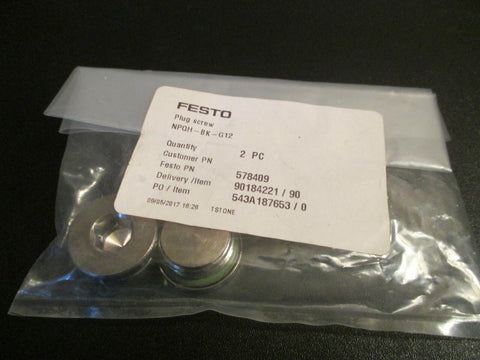 FESTO
Plug screw
NPQH-BK-G12
Quantity 2 PC
Customer PN
Festo PN 578409
Delivery /Item 90184221 / 90
PO / Item 543A187653 / 0
09/05/2017 16:26 1STONE